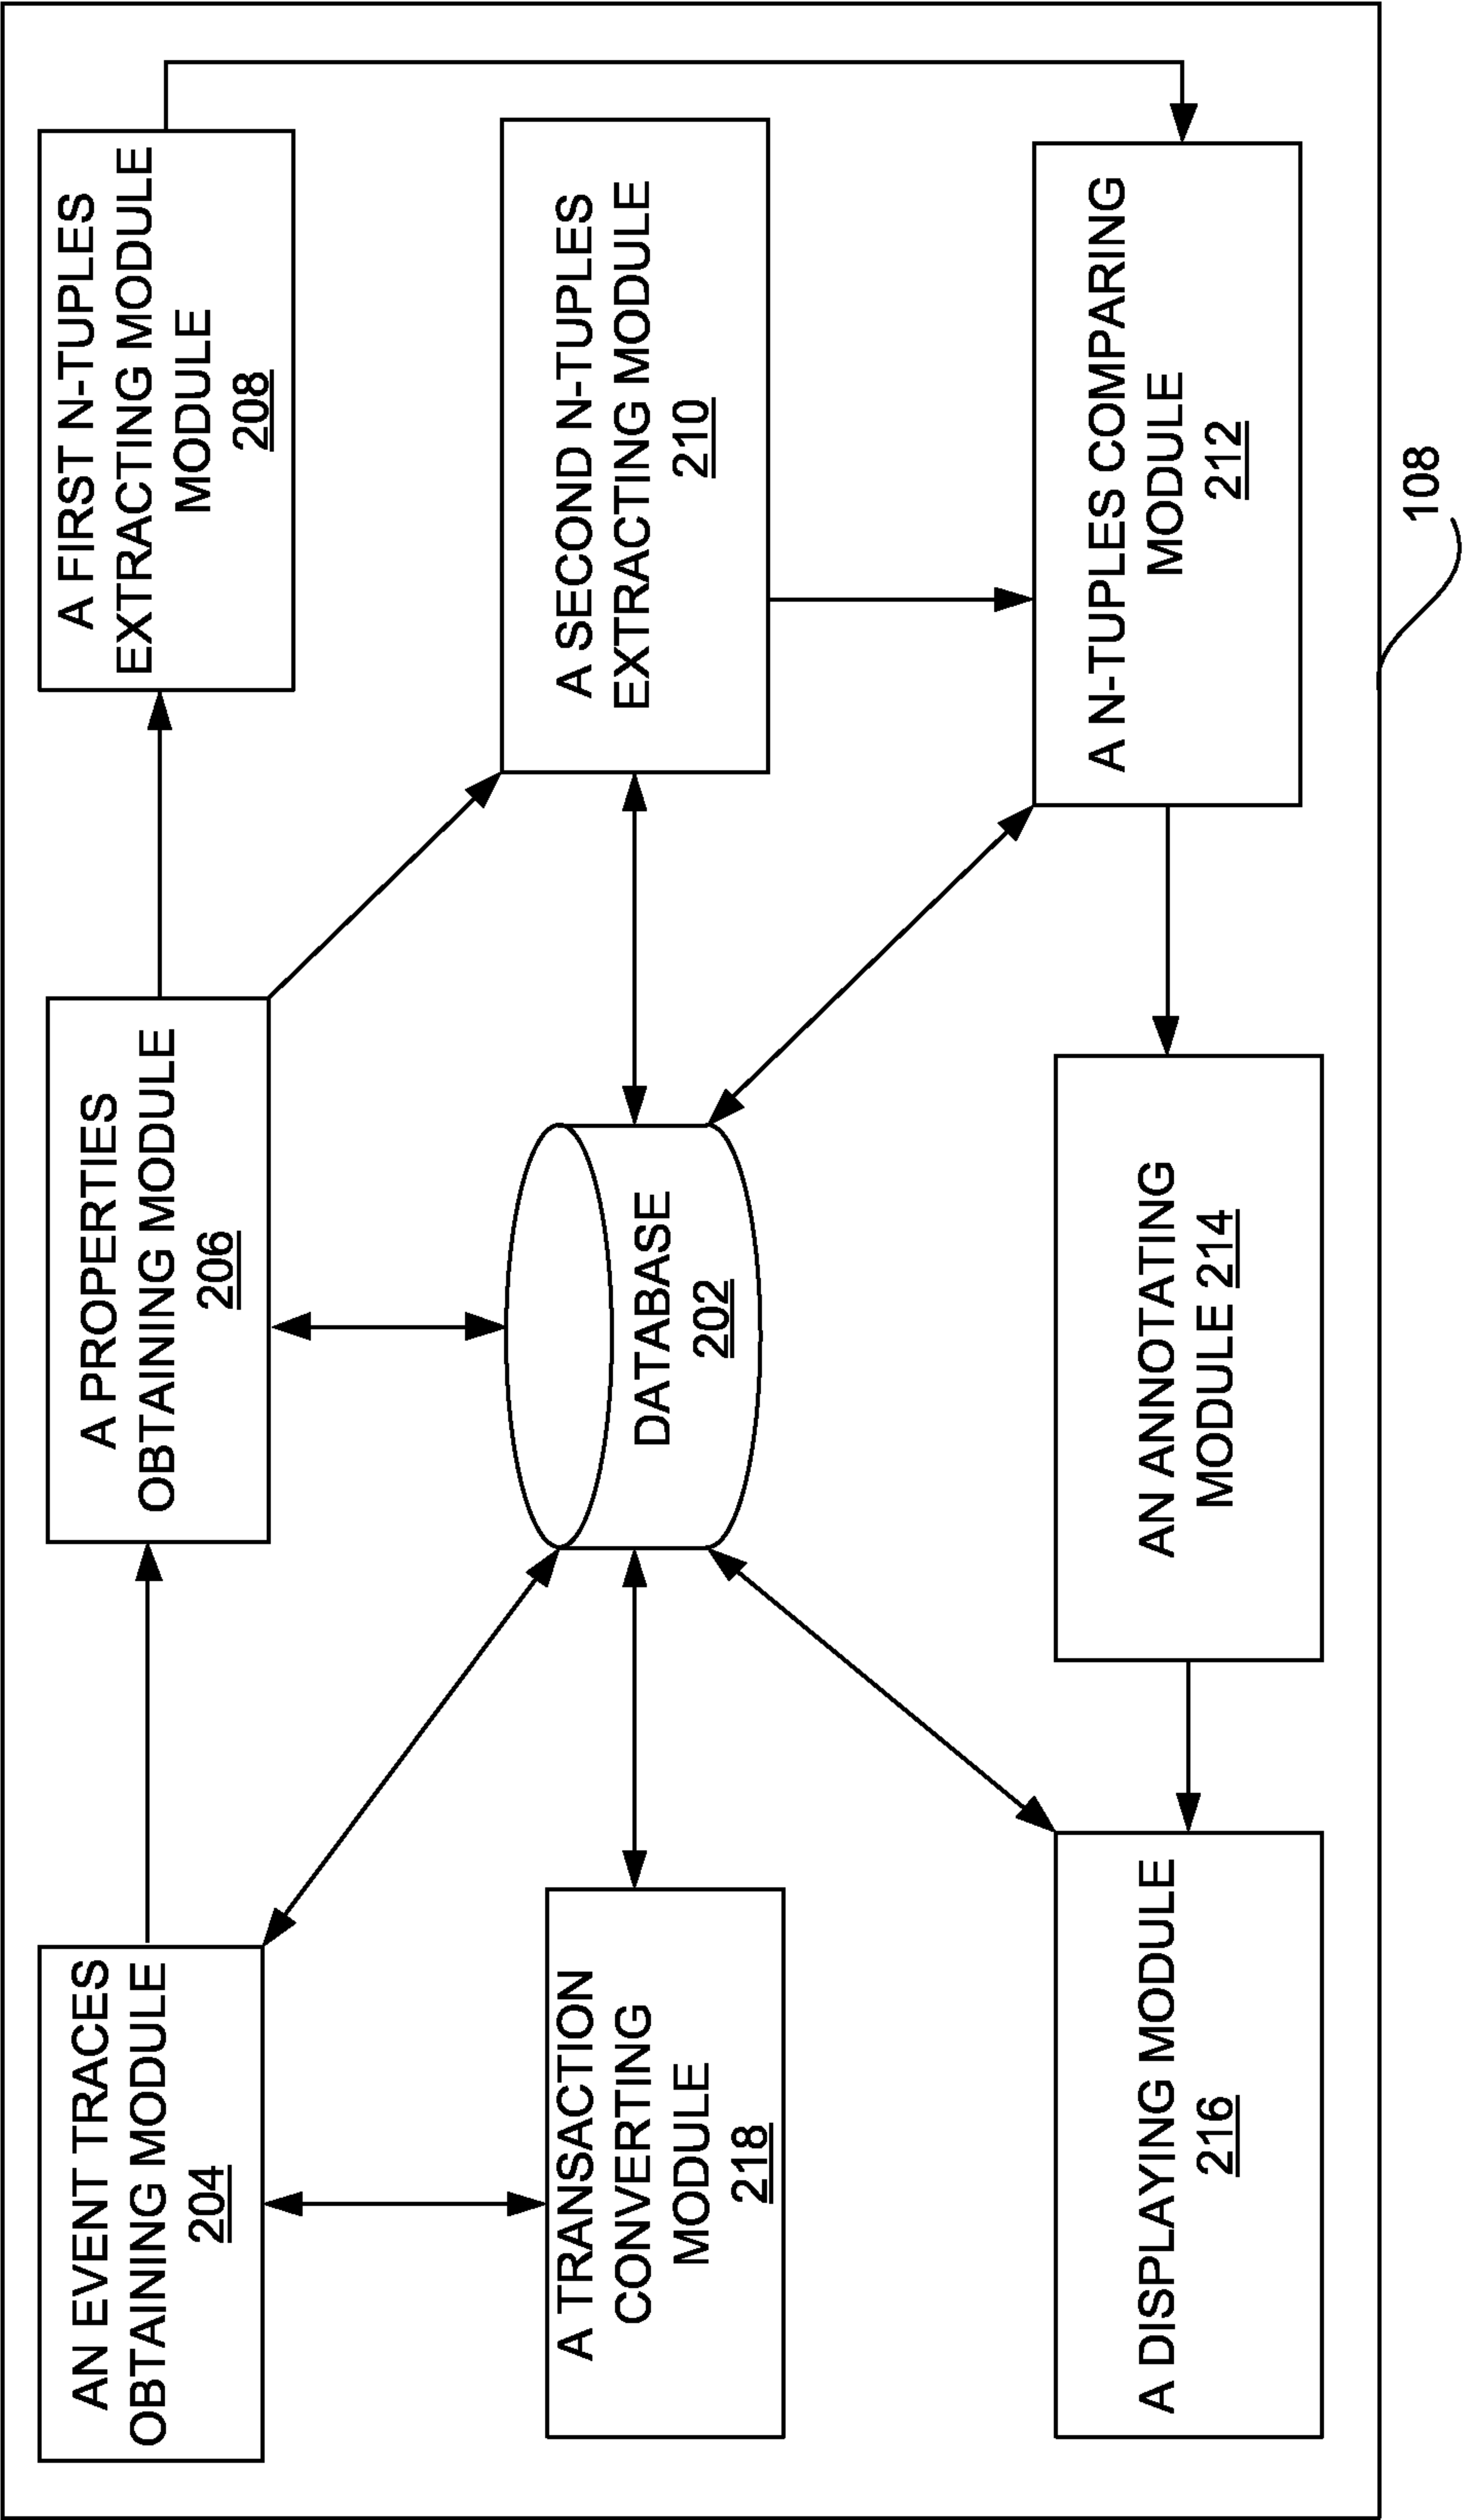 AN EVENT TRACES
OBTAINING MODULE
204
A PROPERTIES
OBTAINING MODULE
206
A FIRST N-TUPLES
EXTRACTING MODULE
MODULE
208
A TRANSACTION
CONVERTING
MODULE
218
DATABASE
202
A SECOND N-TUPLES
EXTRACTING MODULE
210
A DISPLAYING MODULE
216
AN ANNOTATING
MODULE 214
A N-TUPLES COMPARING
MODULE
212
108